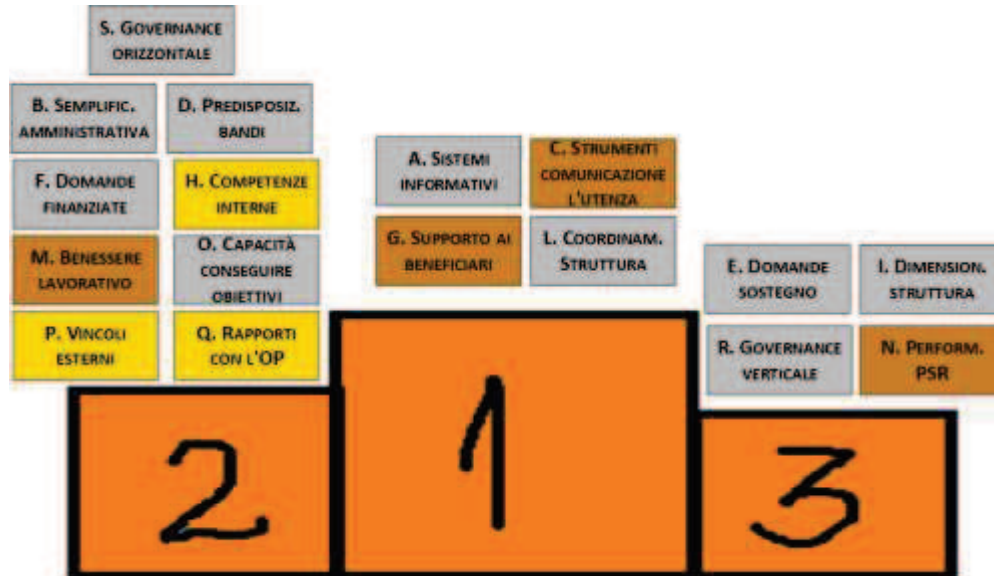 S. GOVERNANCE
ORIZZONTALE
B. SEMPLIFIC.
AMMINISTRATIVA
D. PREDISPOSIZ.
BANDI
F. DOMANDE
FINANZIATE
H. COMPETENZE
INTERNE
M. BENESSERE
LAVORATIVO
O. CAPACITÀ
CONSEGUIRE
OBIETTIVI
P. VINCOLI
ESTERNI
Q. RAPPORTI
CON L'OP
A. SISTEMI
INFORMATIVI
C. STRUMENTI
COMUNICAZIONE
L'UTENZA
G. SUPPORTO AI
BENEFICIARI
L. COORDINAM.
STRUTTURA
E. DOMANDE
SOSTEGNO
I. DIMENSION.
STRUTTURA
R. GOVERNANCE
VERTICALE
N. PERFORM.
PSR
2
1
3